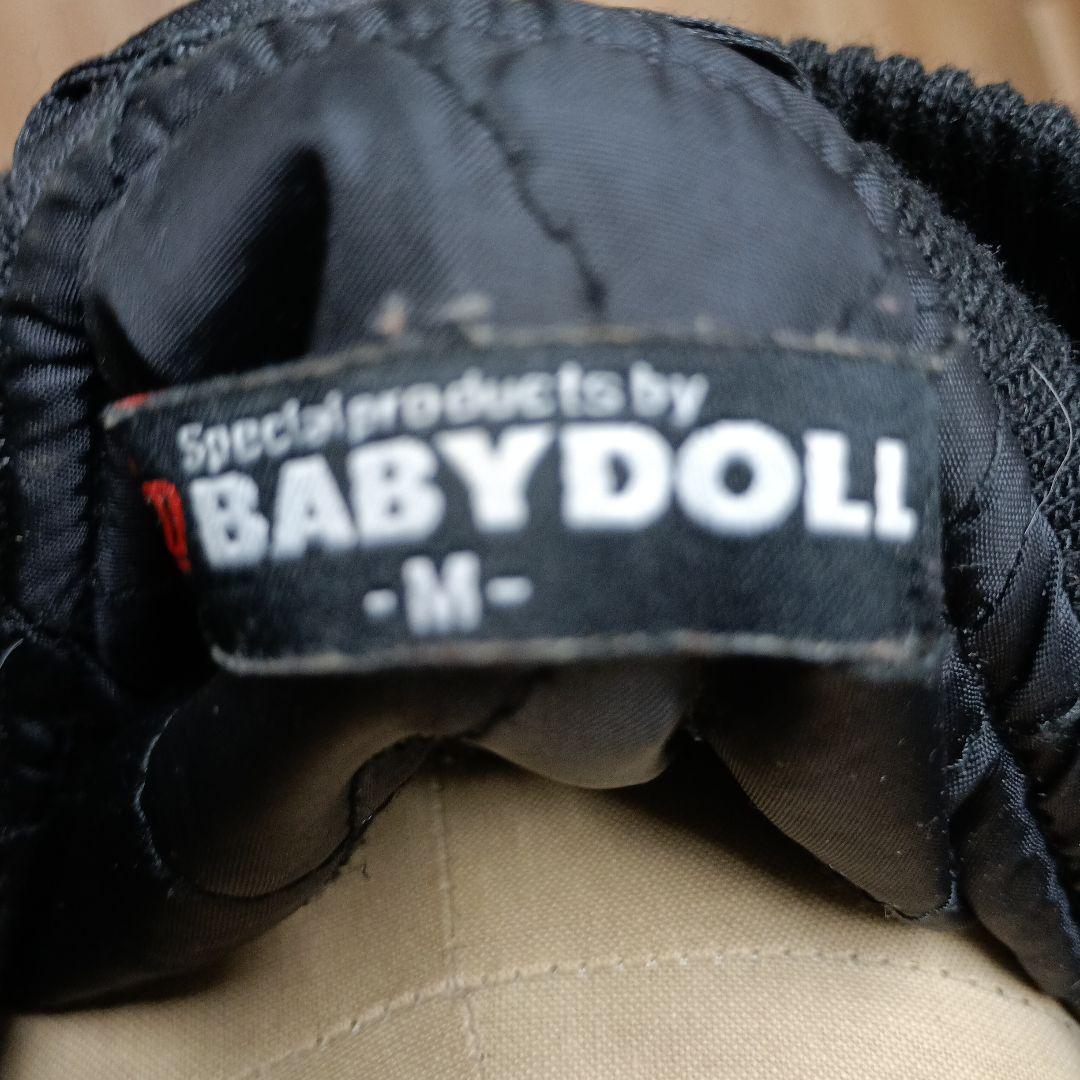 Special products by
BABYDOLL
-M-